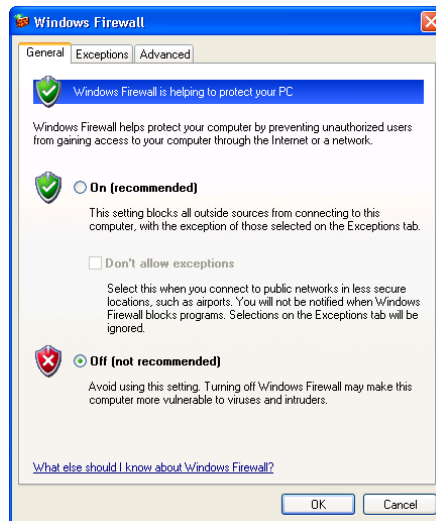 Windows Firewall
General Exceptions Advanced
Windows Firewall is helping to protect your PC
Windows Firewall helps protect your computer by preventing unauthorized users
from gaining access to your computer through the Internet or a network.
On (recommended)
This setting blocks all outside sources from connecting to this
computer, with the exception of those selected on the Exceptions tab.
Don't allow exceptions
Select this when you connect to public networks in less secure
locations, such as airports. You will not be notified when Windows
Firewall blocks programs. Selections on the Exceptions tab will be
ignored.
Off (not recommended)
Avoid using this setting. Turning off Windows Firewall may make this
computer more vulnerable to viruses and intruders.
What else should I know about Windows Firewall?
OK Cancel